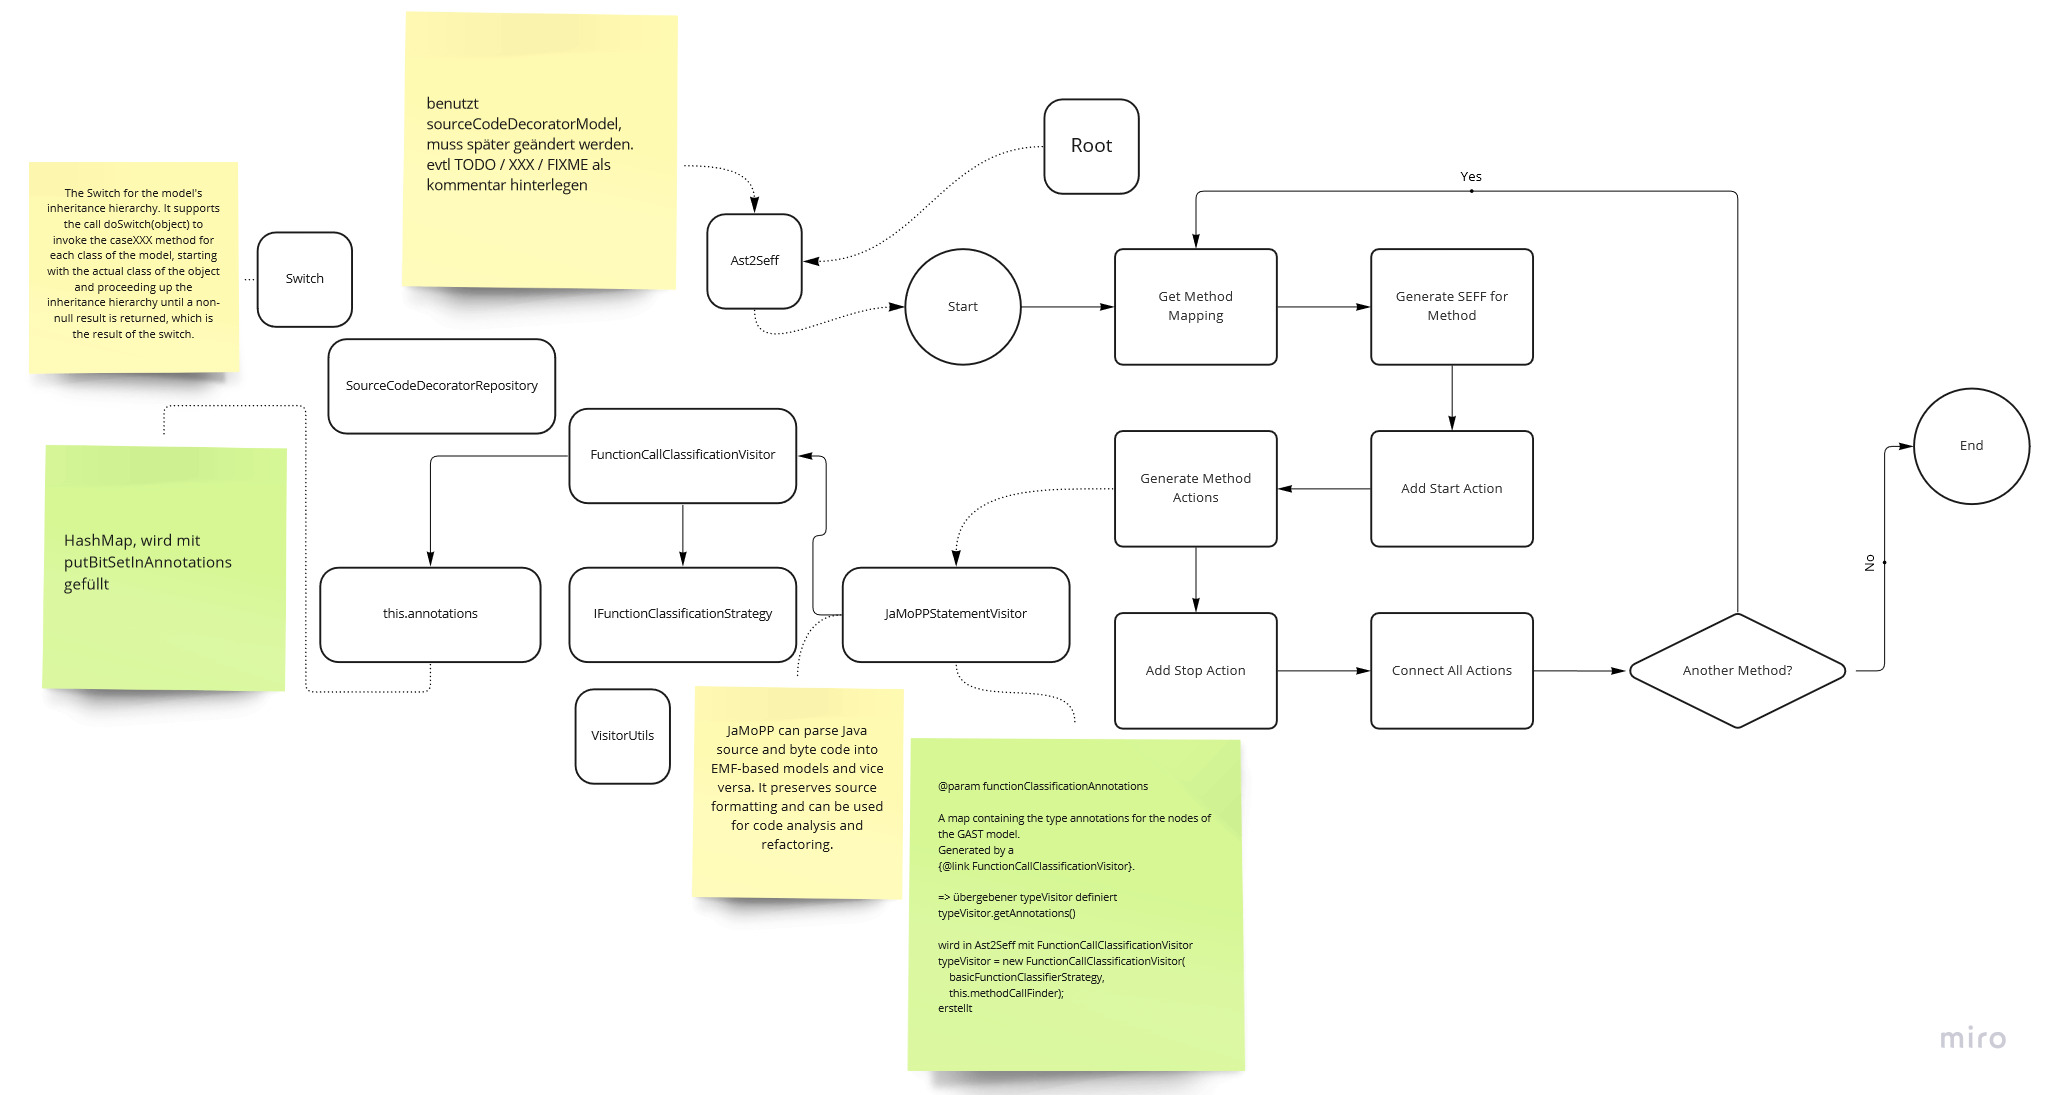 benutzt
sourceCodeDecoratorModel,
muss später geändert werden.
evtl TODO / XXX / FIXME als
kommentar hinterlegen
Root
The Switch for the model's
inheritance hierarchy. It supports
the call doSwitch(object) to
invoke the caseXXX method for
each class of the model, starting
with the actual class of the object
and proceeding up the
inheritance hierarchy until a non-
null result is returned, which is
the result of the switch.
Switch
Ast2Seff
Start
Yes
Get Method
Mapping
Generate SEFF for
Method
SourceCodeDecoratorRepository
FunctionCallClassificationVisitor
Generate Method
Actions
Add Start Action
End
HashMap, wird mit
putBitSetInAnnotations
gefüllt
this.annotations
IFunctionClassificationStrategy
JaMoPPStatementVisitor
No
Add Stop Action
Connect All Actions
Another Method?
VisitorUtils
JaMoPP can parse Java
source and byte code into
EMF-based models and vice
versa. It preserves source
formatting and can be used
for code analysis and
refactoring.
@param functionClassificationAnnotations
A map containing the type annotations for the nodes of
the GAST model.
Generated by a
{@link FunctionCallClassificationVisitor}.
=> übergebener typeVisitor definiert
typeVisitor.getAnnotations()
wird in Ast2Seff mit FunctionCallClassificationVisitor
typeVisitor = new FunctionCallClassificationVisitor(
basicFunctionClassifierStrategy,
this.methodCallFinder);
erstellt
miro